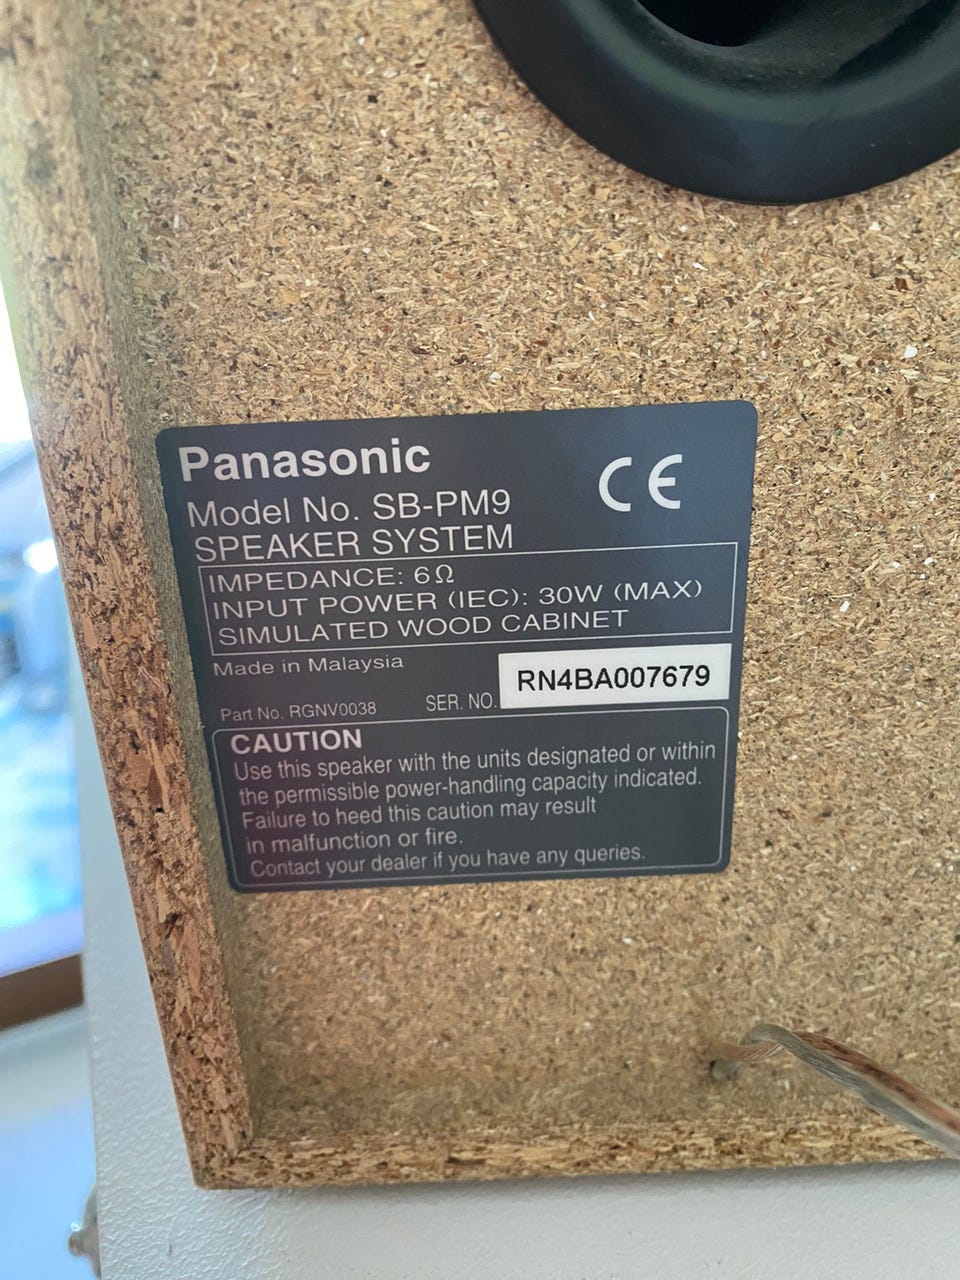 Panasonic
CE
Model No. SB-PM9
SPEAKER SYSTEM
IMPEDANCE: 6Ω
INPUT POWER (IEC): 30W (MAX)
SIMULATED WOOD CABINET
Made in Malaysia
Part No. RGNV0038 SER. NO. RN4BA007679
CAUTION
Use this speaker with the units designated or within
the permissible power-handling capacity indicated.
Failure to heed this caution may result
in malfunction or fire.
Contact your dealer if you have any queries.